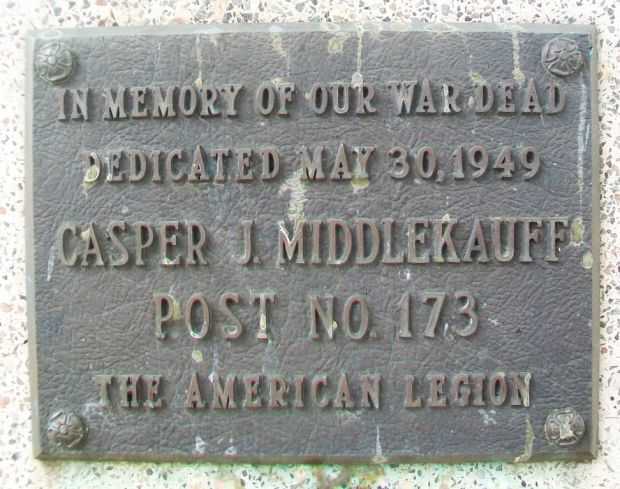 IN MEMORY OF OUR WAR DEAD
DEDICATED MAY 30, 1949
CASPER J. MIDDLEKAUFF
POST NO. 173
THE AMERICAN LEGION